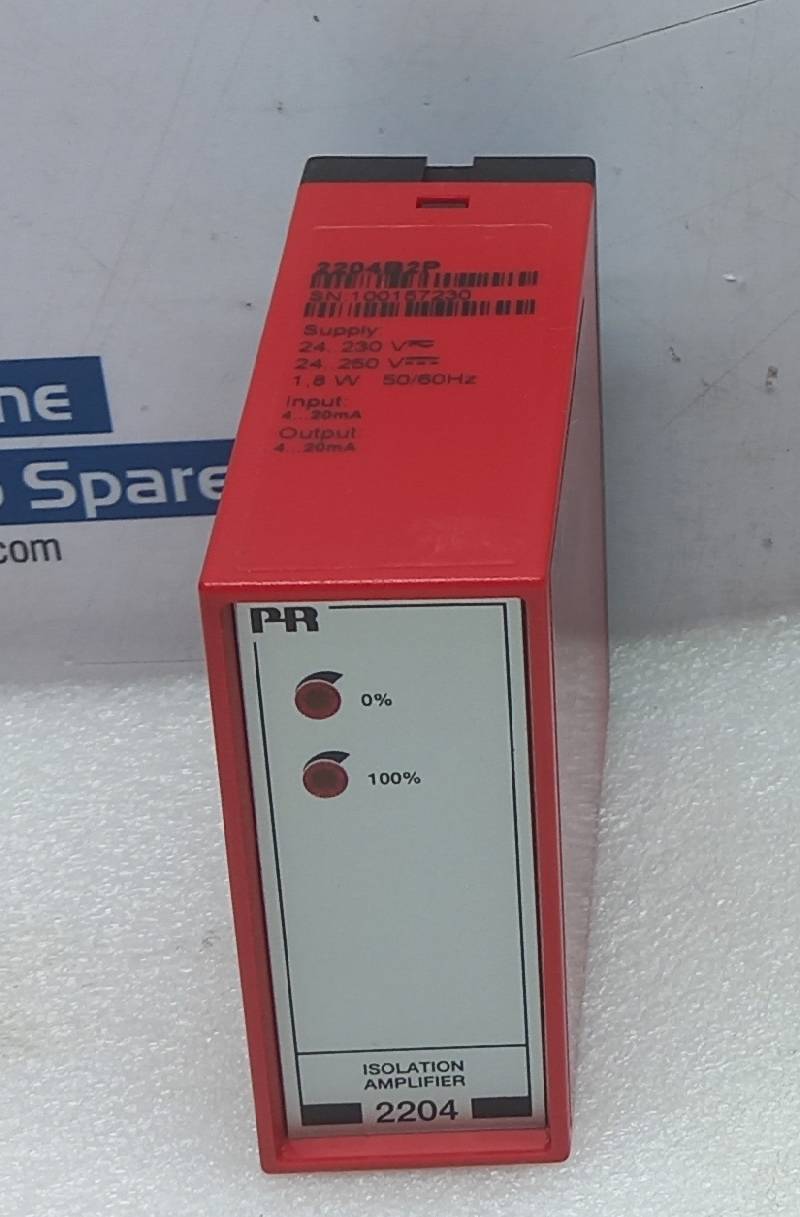 2204B2P
SN 100157230
Supply:
24..230 V
24..250 V
1,8 W 50/60Hz
Input:
4...20mA
Output:
4...20mA
ne
Spare
com
PR
0%
100%
ISOLATION
AMPLIFIER
2204